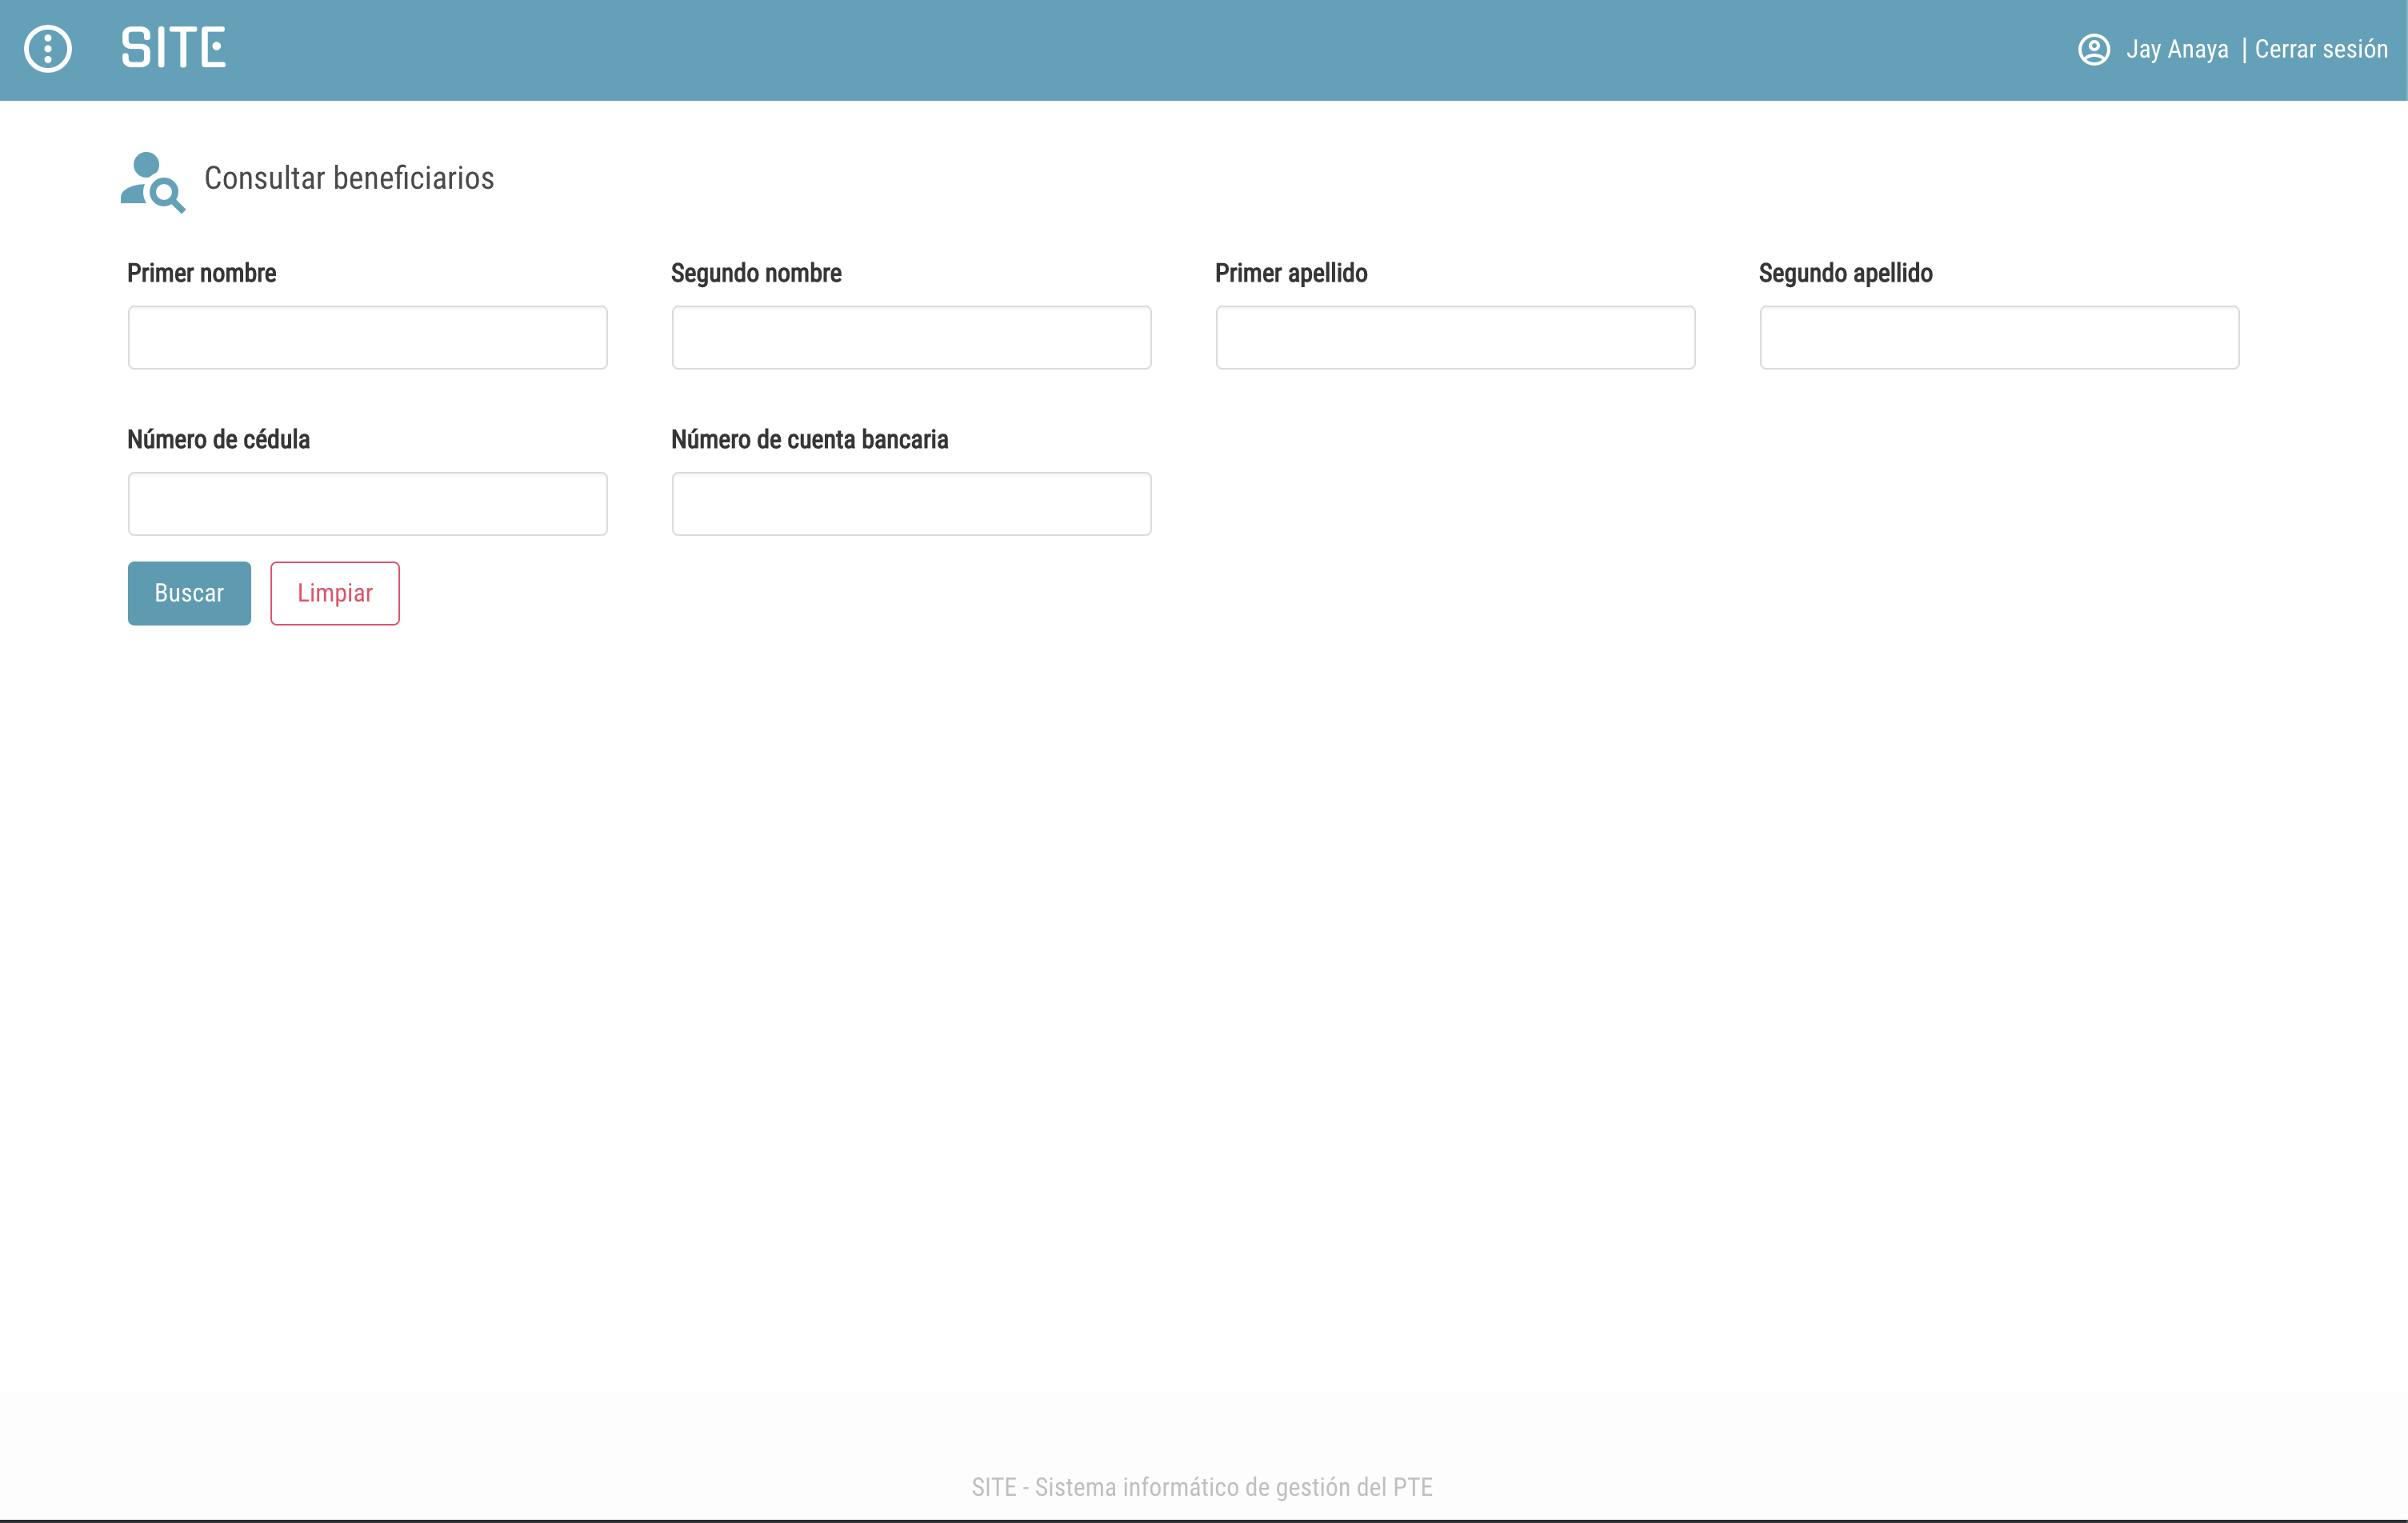 SITE
Jay Anaya | Cerrar sesión
Consultar beneficiarios
Primer nombre
Segundo nombre
Primer apellido
Segundo apellido
Número de cédula
Número de cuenta bancaria
Buscar
Limpiar
SITE - Sistema informático de gestión del PTE